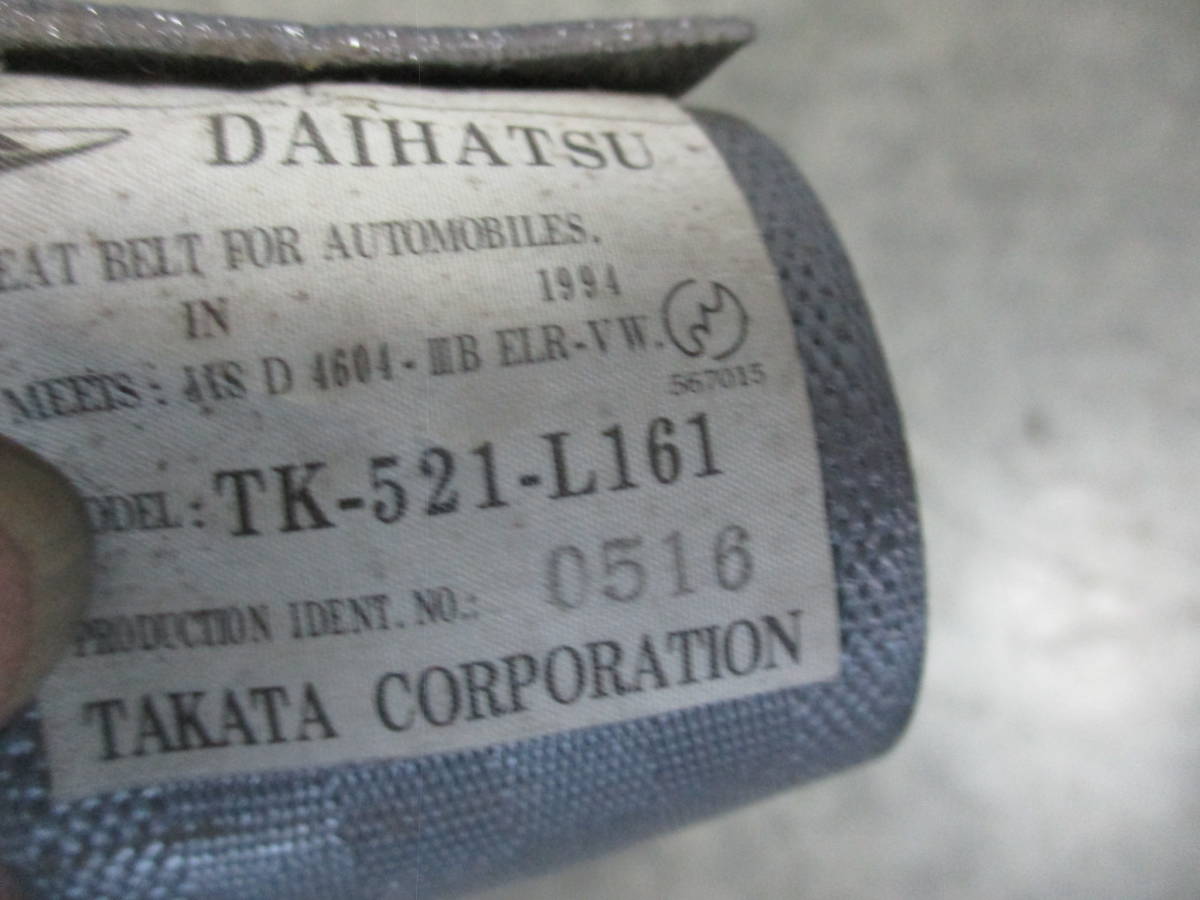 DAIHATSU
EAT BELT FOR AUTOMOBILES.
IN 1994
MEETS: JIS D 4604-ⅢB ELR-VW.
567015
ODEL: TK-521-L161
PRODUCTION IDENT. NO.: 0516
TAKATA CORPORATION